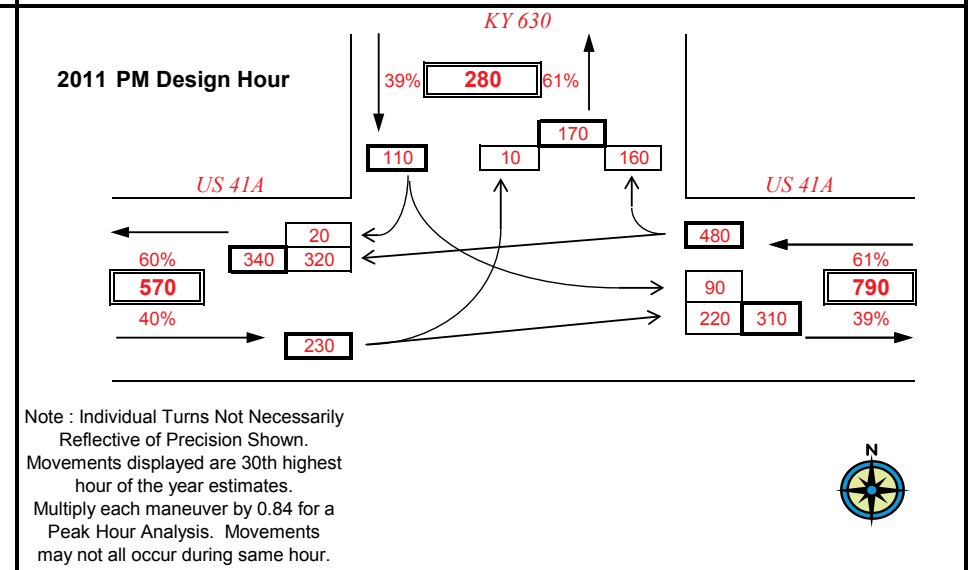 KY 630
2011 PM Design Hour
39%
280
61%
170
110
10
160
US 41A
US 41A
20
480
60%
340
320
61%
570
90
790
40%
220
310
39%
230
Note : Individual Turns Not Necessarily
Reflective of Precision Shown.
Movements displayed are 30th highest
hour of the year estimates.
Multiply each maneuver by 0.84 for a
Peak Hour Analysis.  Movements
may not all occur during same hour.
N